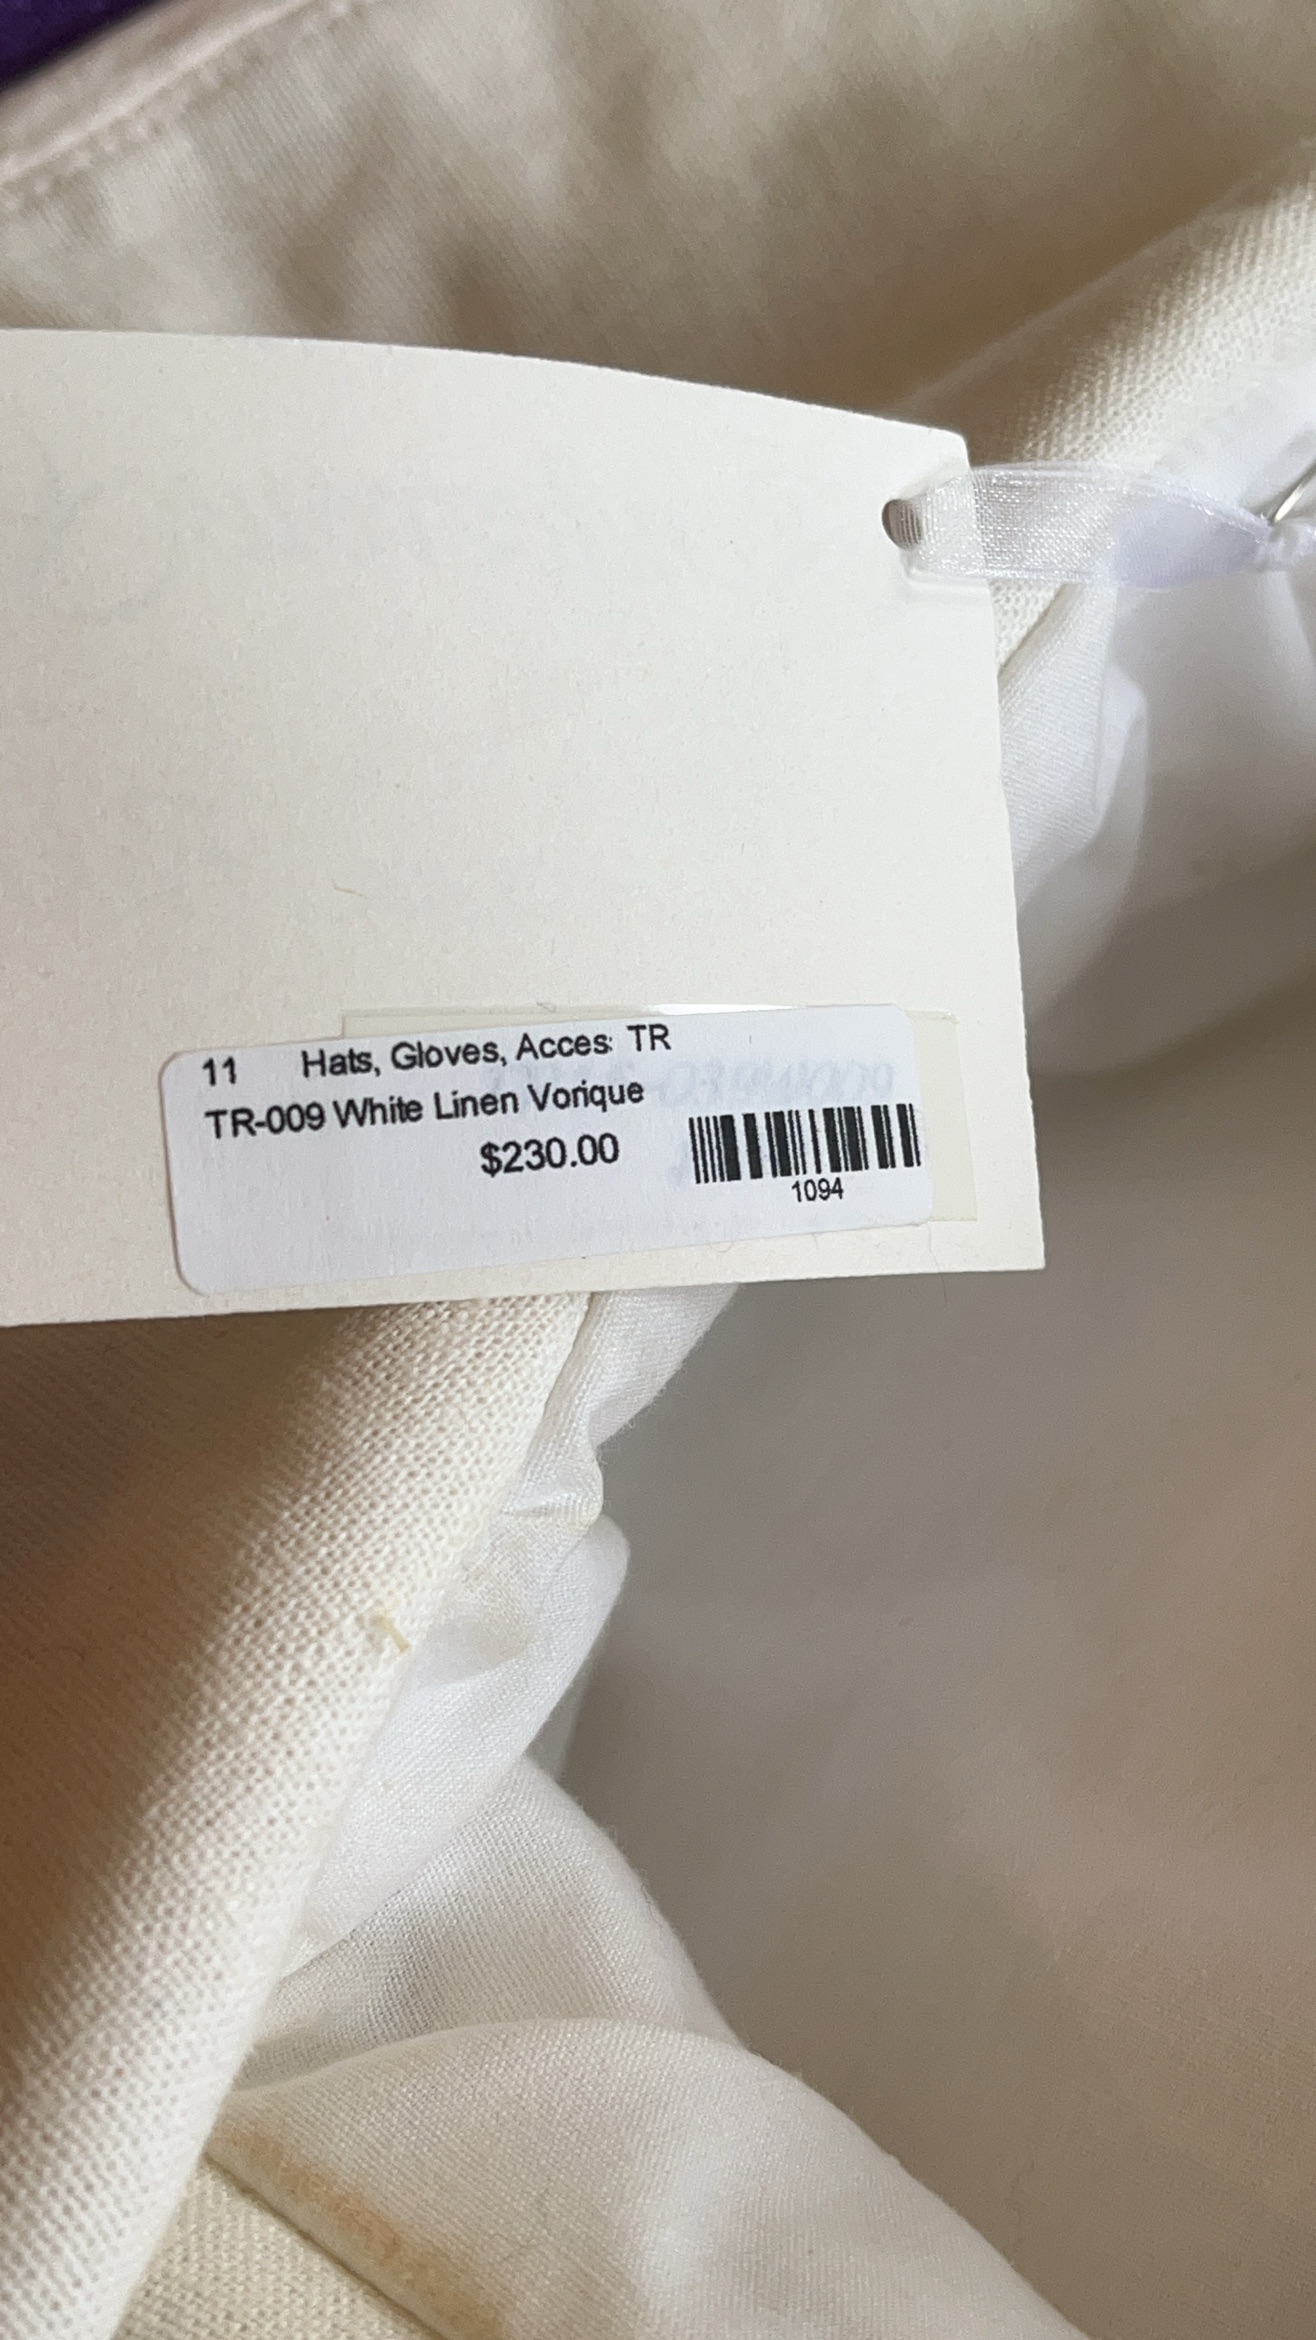 11 Hats, Gloves, Acces: TR
TR-009 White Linen Vorique
$230.00
1094